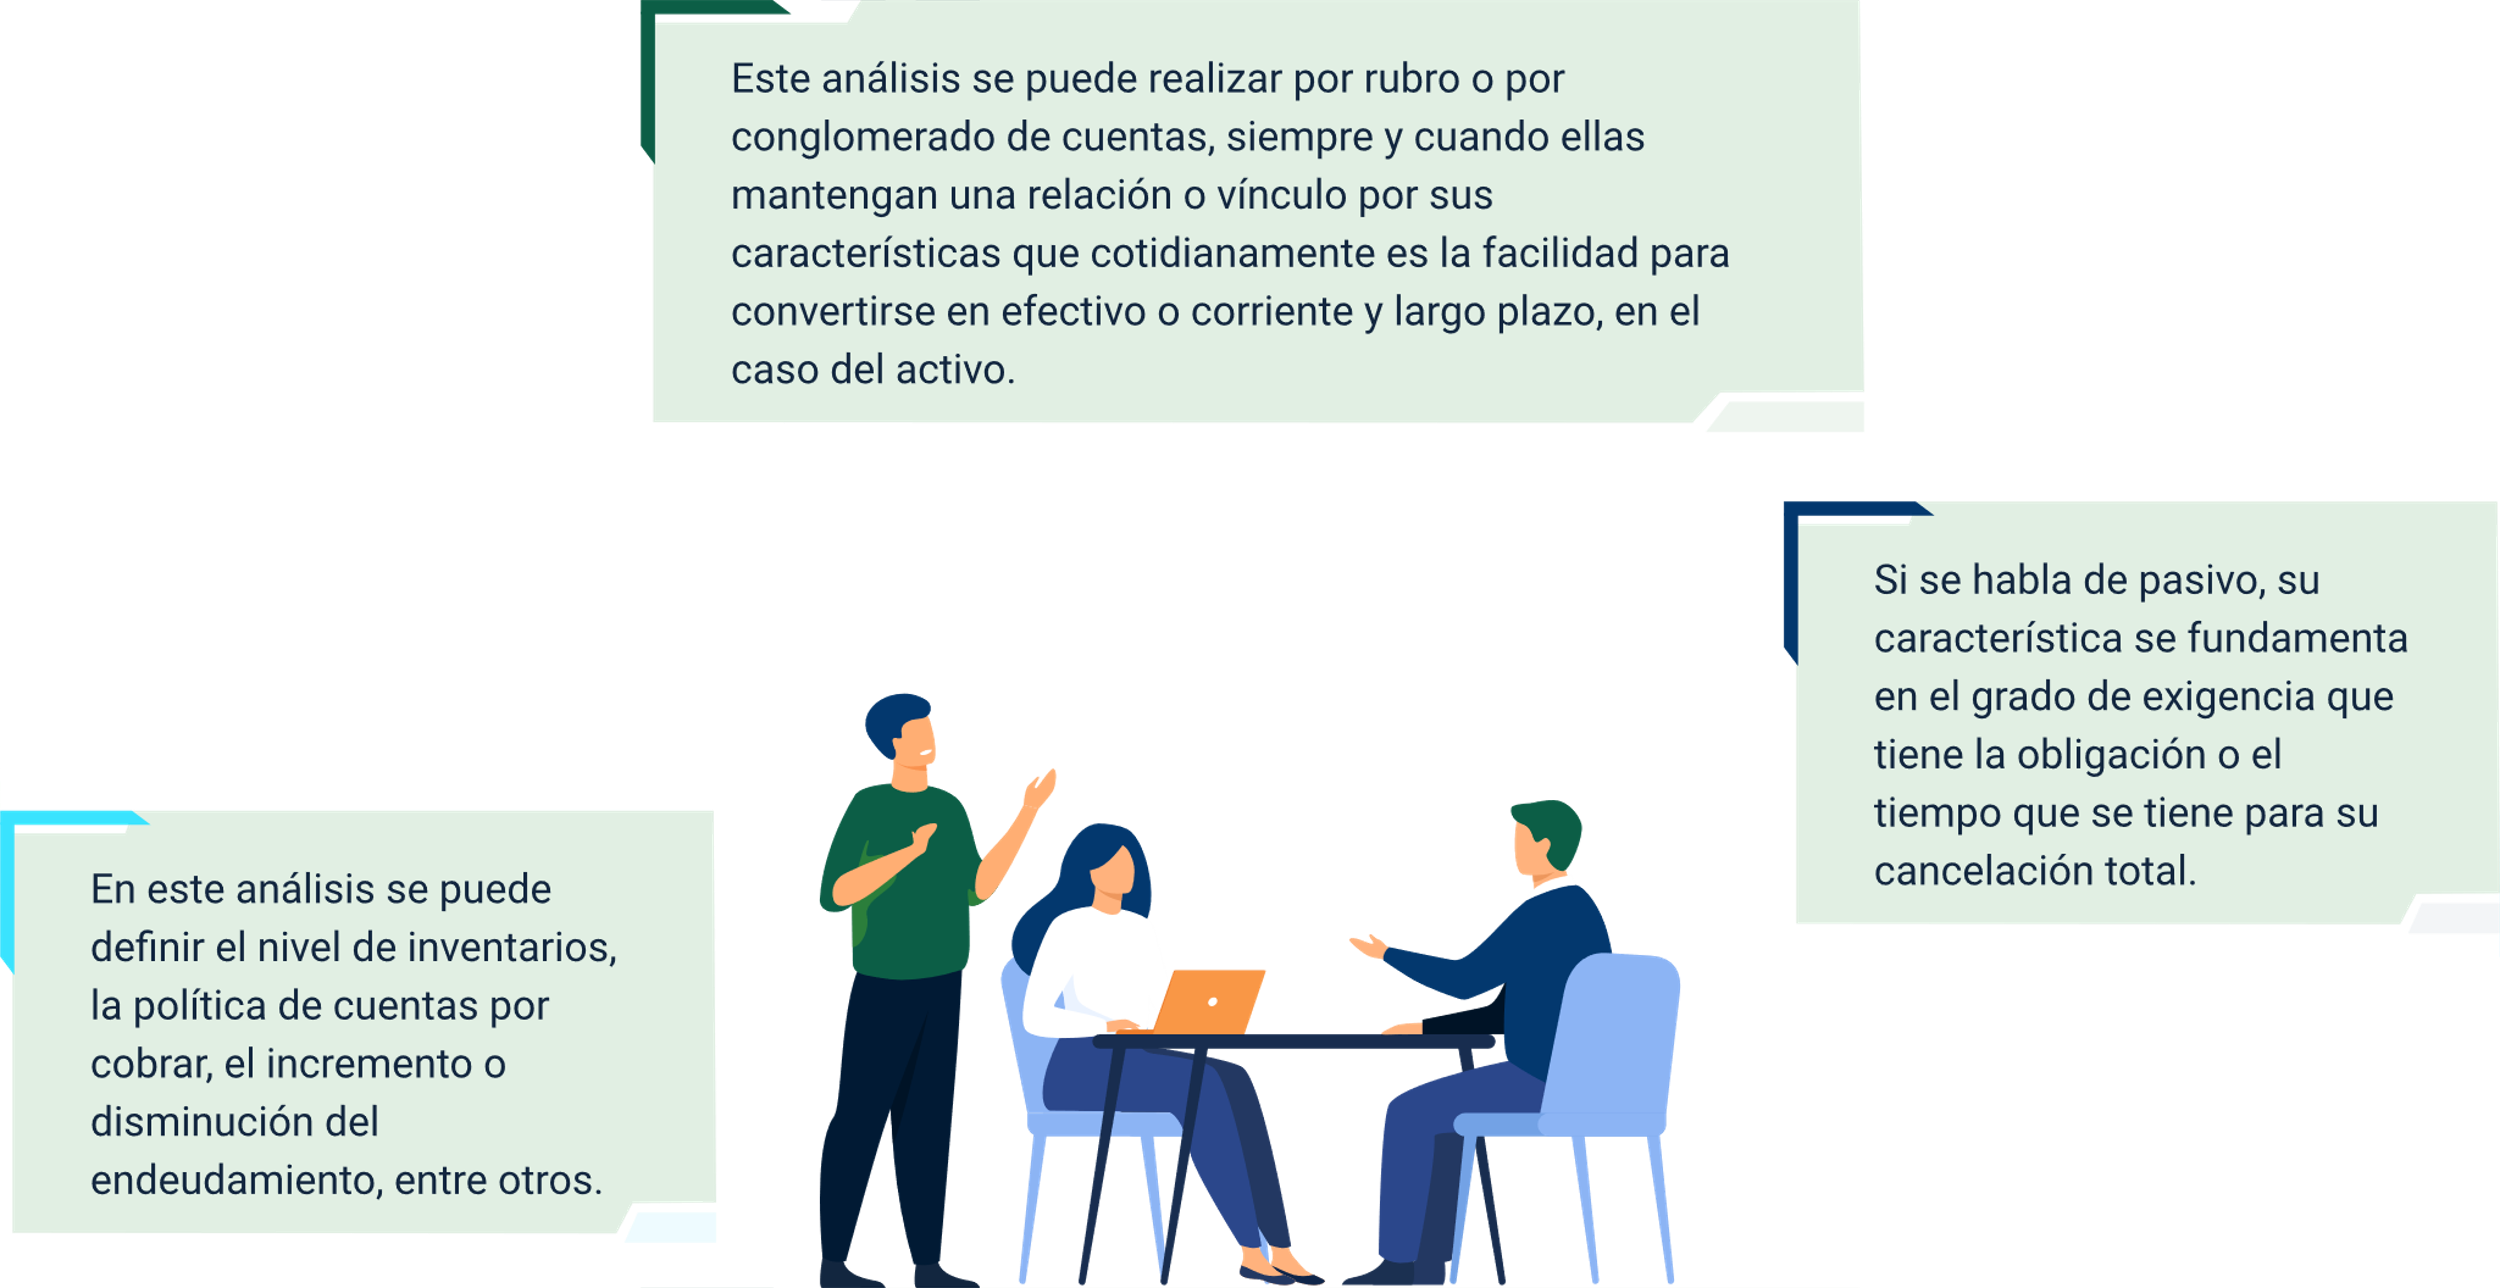 Este análisis se puede realizar por rubro o por
conglomerado de cuentas, siempre y cuando ellas
mantengan una relación o vínculo por sus
características que cotidianamente es la facilidad para
convertirse en efectivo o corriente y largo plazo, en el
caso del activo.
Si se habla de pasivo, su
característica se fundamenta
en el grado de exigencia que
tiene la obligación o el
tiempo que se tiene para su
cancelación total.
En este análisis se puede
definir el nivel de inventarios,
la política de cuentas por
cobrar, el incremento o
disminución del
endeudamiento, entre otros.